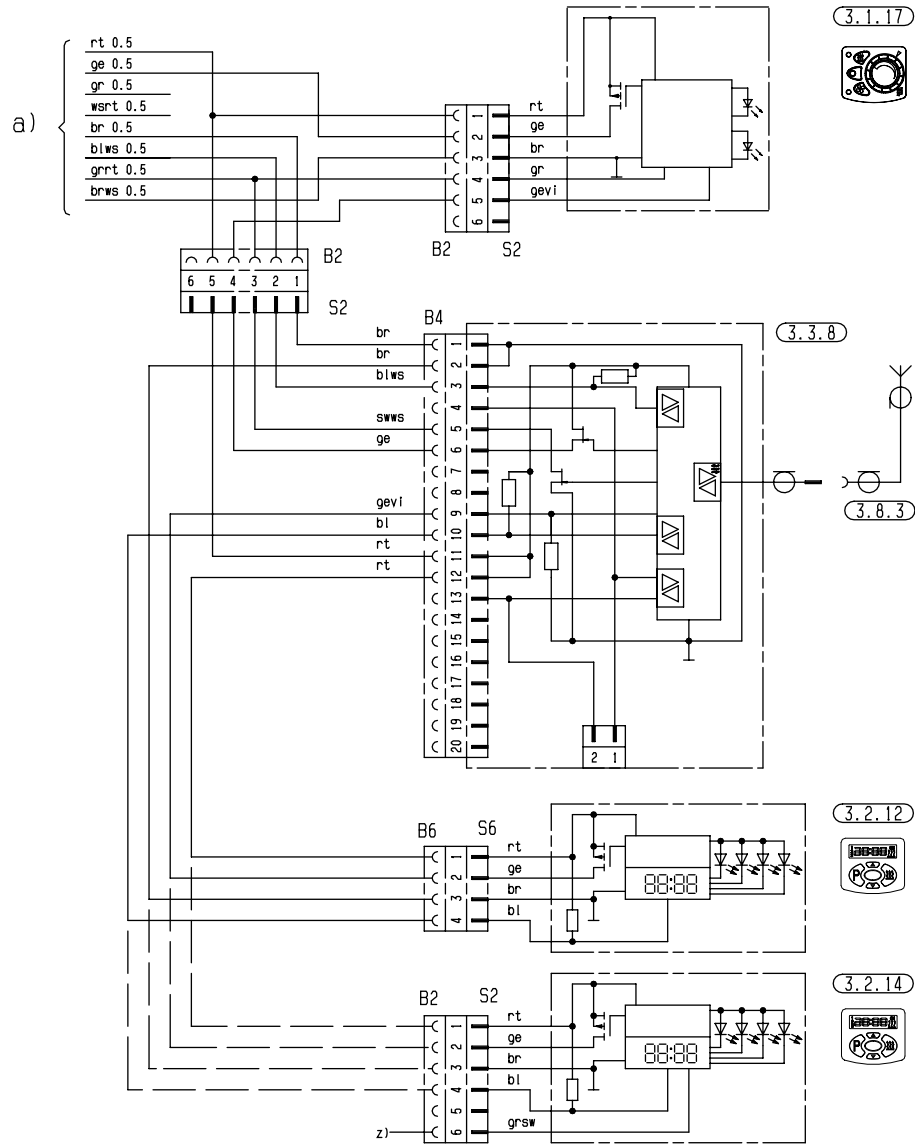 a)
rt 0.5
ge 0.5
gr 0.5
wsrt 0.5
br 0.5
blws 0.5
grrt 0.5
brws 0.5
1
2
3
4
5
6
B2
S2
rt
ge
br
gr
gevi
3.1.17
6 5 4 3 2 1
B2
S2
B4
br
br
blws
swws
ge
gevi
bl
rt
rt
1
2
3
4
5
6
7
8
9
10
11
12
13
14
15
16
17
18
19
20
3.3.8
3.8.3
2 1
B6 S6
1
2
3
4
rt
ge
br
bl
88:88
3.2.12
P
B2 S2
1
2
3
4
5
6
z)
rt
ge
br
bl
grsw
88:88
3.2.14
P